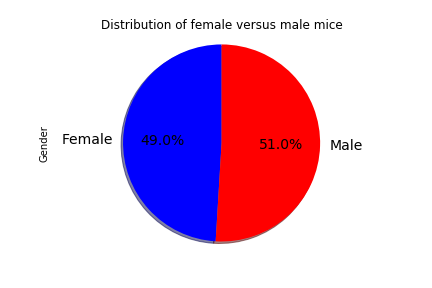 Distribution of female versus male mice
Gender
Female
49.0%
51.0%
Male